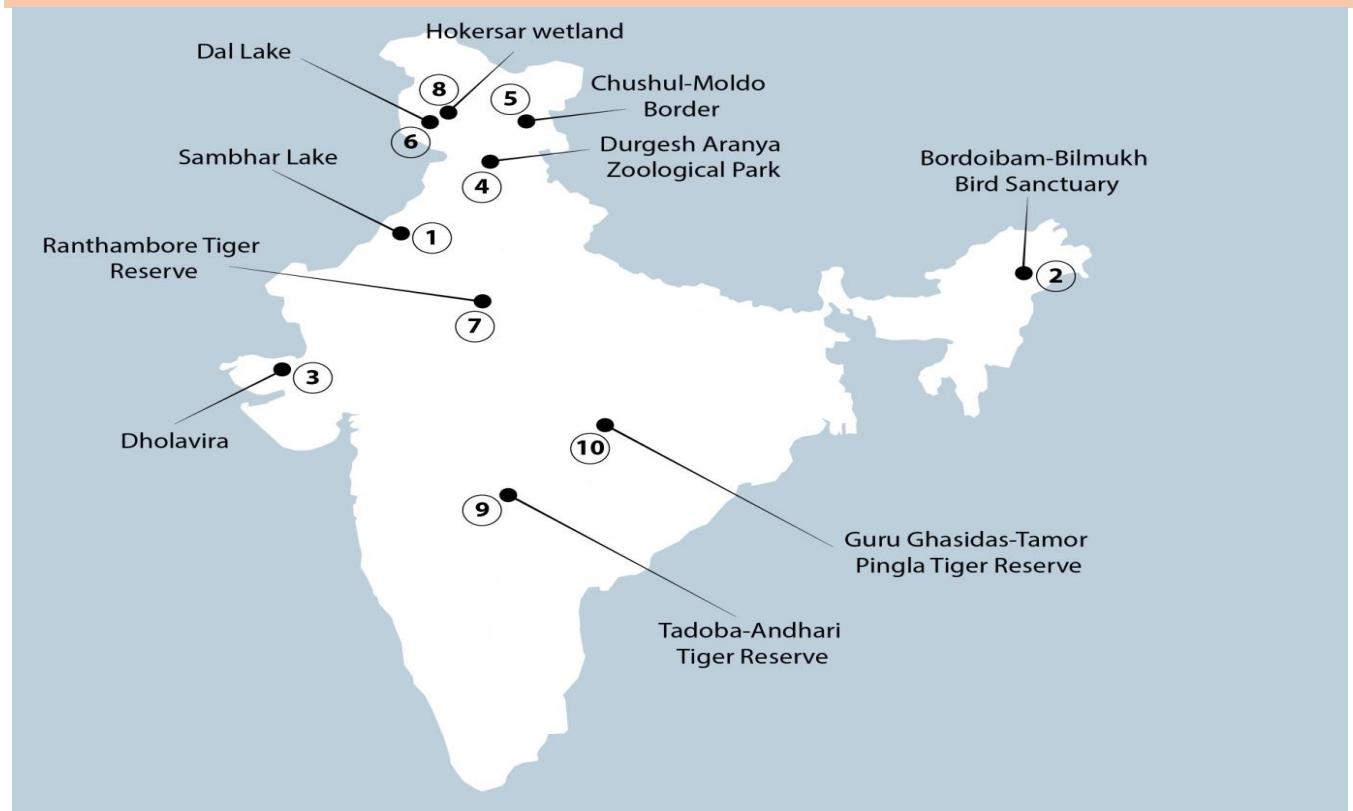 Hokersar wetland
Dal Lake
8
5
Chushul-Moldo
Border
6
Sambhar Lake
Durgesh Aranya
Zoological Park
4
Bordoibam-Bilmukh
Bird Sanctuary
1
Ranthambore Tiger
Reserve
2
7
3
Dholavira
10
9
Guru Ghasidas-Tamor
Pingla Tiger Reserve
Tadoba-Andhari
Tiger Reserve